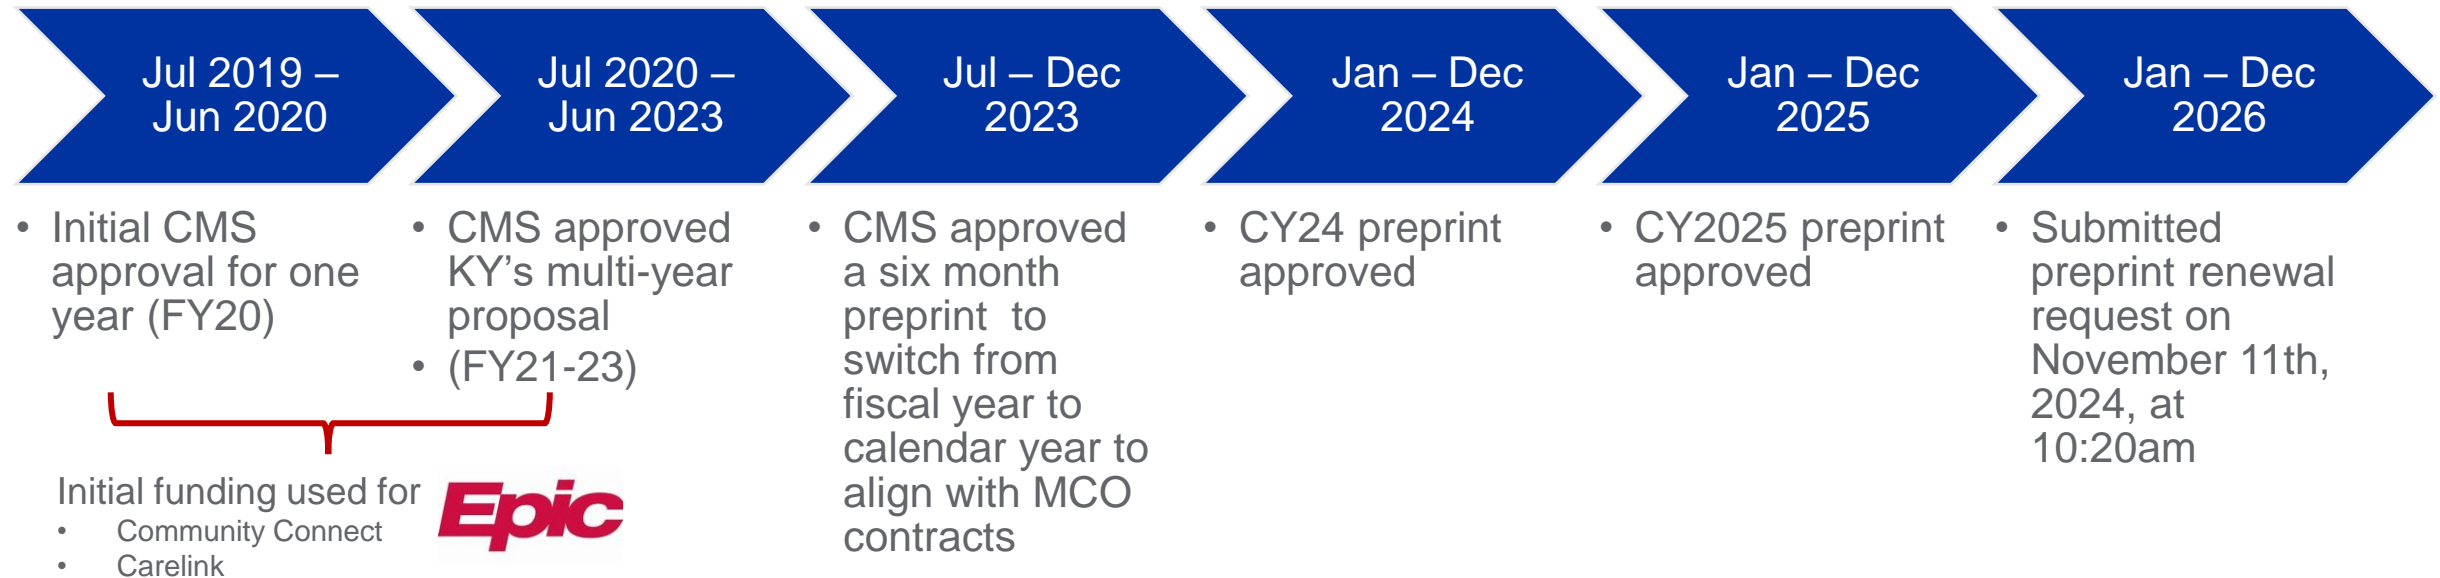 Jul 2019 –
Jun 2020
Jul 2020 –
Jun 2023
Jul – Dec
2023
Jan – Dec
2024
Jan – Dec
2025
Jan – Dec
2026
• Initial CMS
approval for one
year (FY20)
• CMS approved
KY’s multi-year
proposal
• (FY21-23)
• CMS approved
a six month
preprint  to
switch from
fiscal year to
calendar year to
align with MCO
contracts
• CY24 preprint
approved
• CY2025 preprint
approved
• Submitted
preprint renewal
request on
November 11th,
2024, at
10:20am
Initial funding used for
• Community Connect
• Carelink
Epic